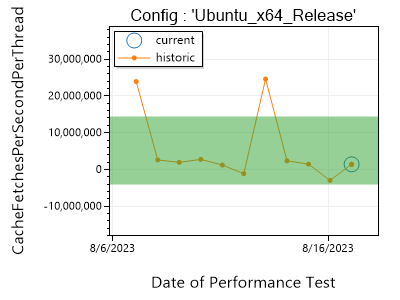 Config : 'Ubuntu_x64_Release'
current
historic
CacheFetchesPerSecondPerThread
30,000,000
20,000,000
10,000,000
0
-10,000,000
8/6/2023
8/16/2023
Date of Performance Test